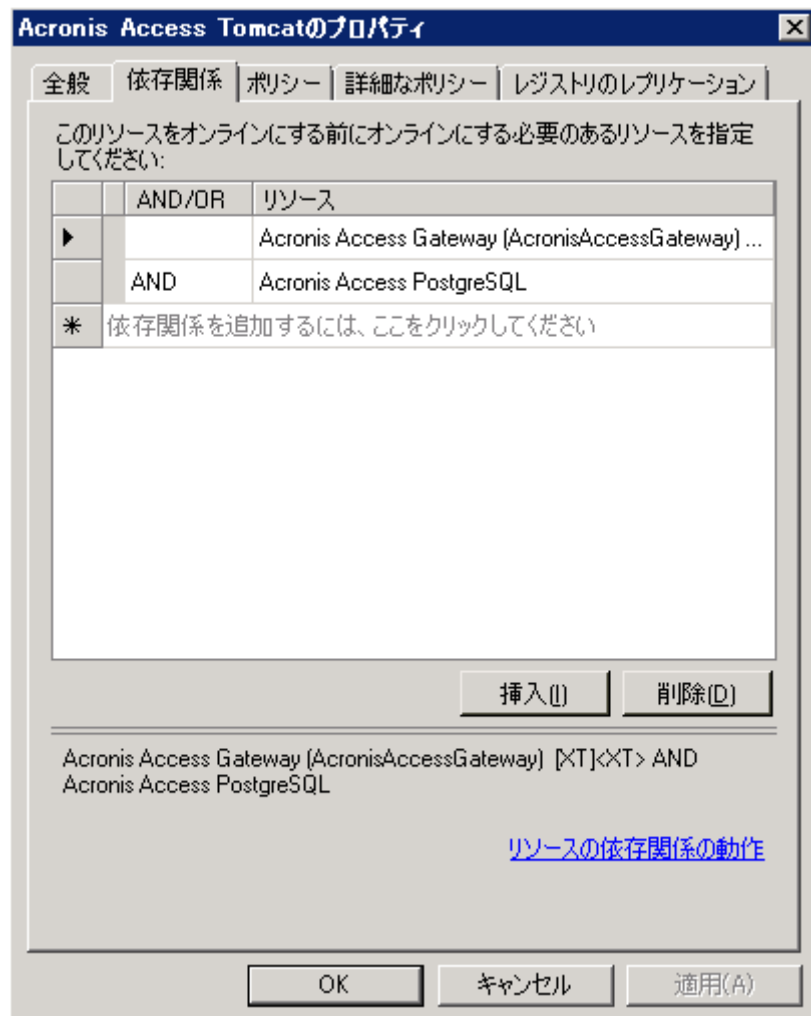 Acronis Access Tomcatのプロパティ
全般 依存関係 ポリシー 詳細なポリシー レジストリのレプリケーション
このリソースをオンラインにする前にオンラインにする必要のあるリソースを指定
してください:
AND/OR リソース
Acronis Access Gateway (AcronisAccessGateway) ...
AND Acronis Access PostgreSQL
依存関係を追加するには、ここをクリックしてください
挿入(I) 削除(D)
Acronis Access Gateway (AcronisAccessGateway) [XT]<XT> AND
Acronis Access PostgreSQL
リソースの依存関係の動作
OK キャンセル 適用(A)